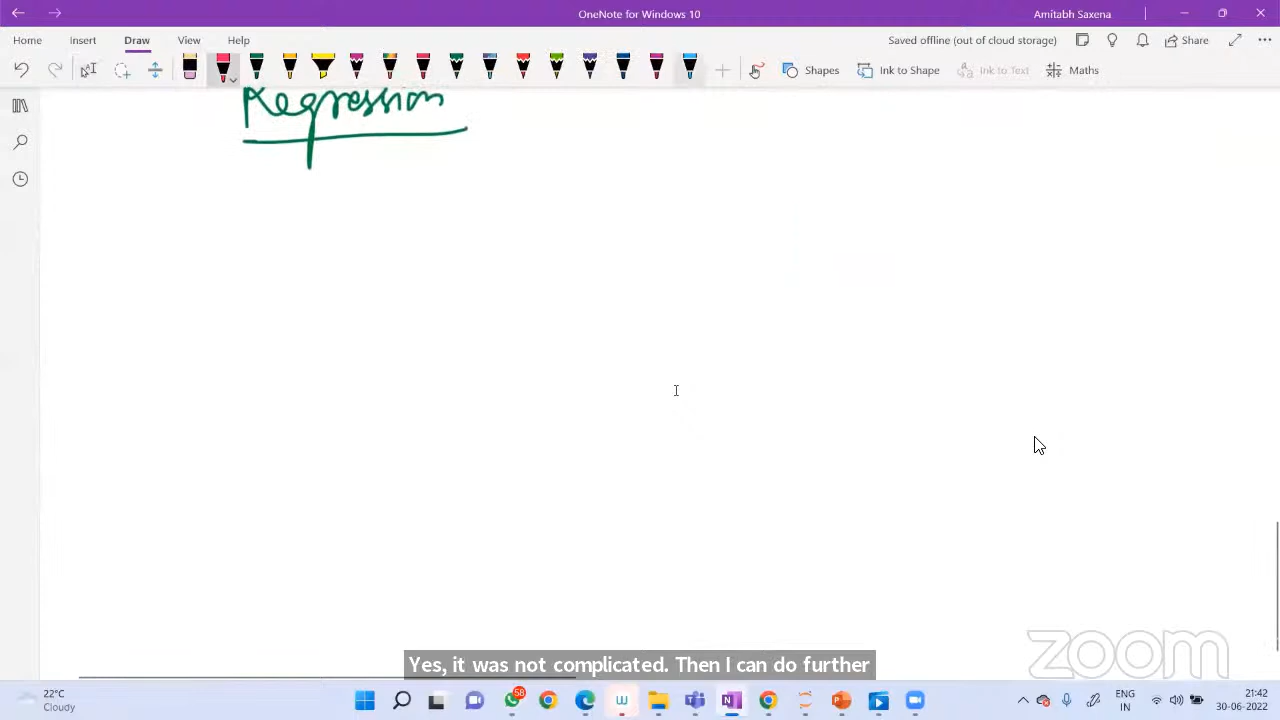 OneNote for Windows 10
Amitabh Saxena
Home Insert Draw View Help
Saved offline (out of cloud storage)
Share
Shapes
Ink to Shape
Ink to Text
Maths
Regression
zoom
Yes, it was not complicated. Then I can do further
22°C
Cloudy
58
ENG
IN
21:42
30-06-2022